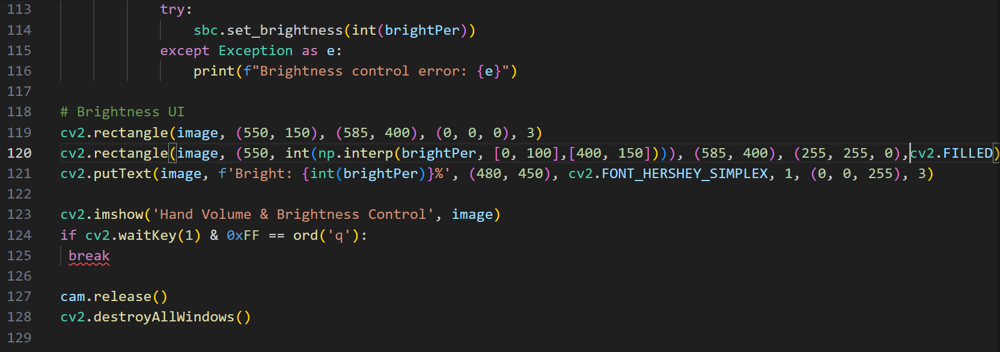 113 try:
114 sbc.set_brightness(int(brightPer))
115 except Exception as e:
116 print(f"Brightness control error: {e}")
117
118 # Brightness UI
119 cv2.rectangle(image, (550, 150), (585, 400), (0, 0, 0), 3)
120 cv2.rectangle(image, (550, int(np.interp(brightPer, [0, 100],[400, 150]))), (585, 400), (255, 255, 0),cv2.FILLED)
121 cv2.putText(image, f'Bright: {int(brightPer)}%', (480, 450), cv2.FONT_HERSHEY_SIMPLEX, 1, (0, 0, 255), 3)
122
123 cv2.imshow('Hand Volume & Brightness Control', image)
124 if cv2.waitKey(1) & 0xFF == ord('q'):
125 break
126
127 cam.release()
128 cv2.destroyAllWindows()
129